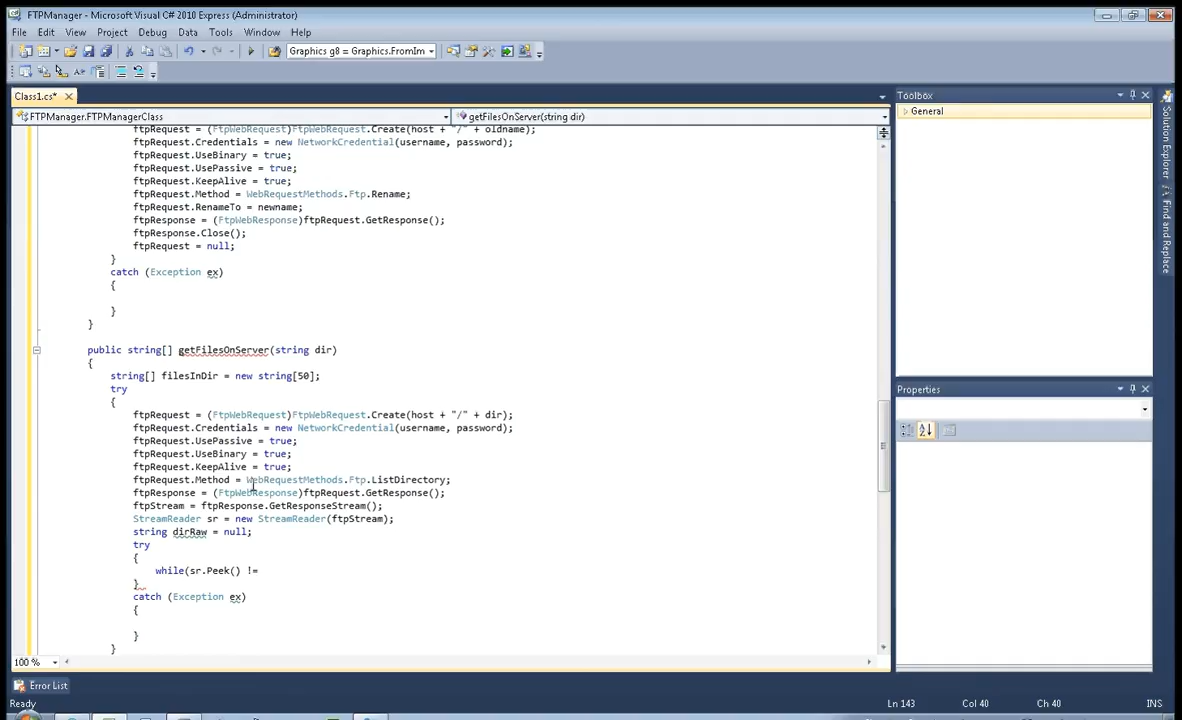 FTPManager - Microsoft Visual C# 2010 Express (Administrator)
File Edit View Project Debug Data Tools Window Help
Graphics g8 = Graphics.FromIm
Class1.cs*
FTPManager.FTPManagerClass getFilesOnServer(string dir)
ftpRequest = (FtpWebRequest)FtpWebRequest.Create(host + "/" + oldname);
ftpRequest.Credentials = new NetworkCredential(username, password);
ftpRequest.UseBinary = true;
ftpRequest.UsePassive = true;
ftpRequest.KeepAlive = true;
ftpRequest.Method = WebRequestMethods.Ftp.Rename;
ftpRequest.RenameTo = newname;
ftpResponse = (FtpWebResponse)ftpRequest.GetResponse();
ftpResponse.Close();
ftpRequest = null;
}
catch (Exception ex)
{
}
}
public string[] getFilesOnServer(string dir)
{
string[] filesInDir = new string[50];
try
{
ftpRequest = (FtpWebRequest)FtpWebRequest.Create(host + "/" + dir);
ftpRequest.Credentials = new NetworkCredential(username, password);
ftpRequest.UsePassive = true;
ftpRequest.UseBinary = true;
ftpRequest.KeepAlive = true;
ftpRequest.Method = WebRequestMethods.Ftp.ListDirectory;
ftpResponse = (FtpWebResponse)ftpRequest.GetResponse();
ftpStream = ftpResponse.GetResponseStream();
StreamReader sr = new StreamReader(ftpStream);
string dirRaw = null;
try
{
while(sr.Peek() !=
}
catch (Exception ex)
{
}
}
100 %
Toolbox
General
Properties
Solution Explorer
Find and Replace
Error List
Ready Ln 143 Col 40 Ch 40 INS